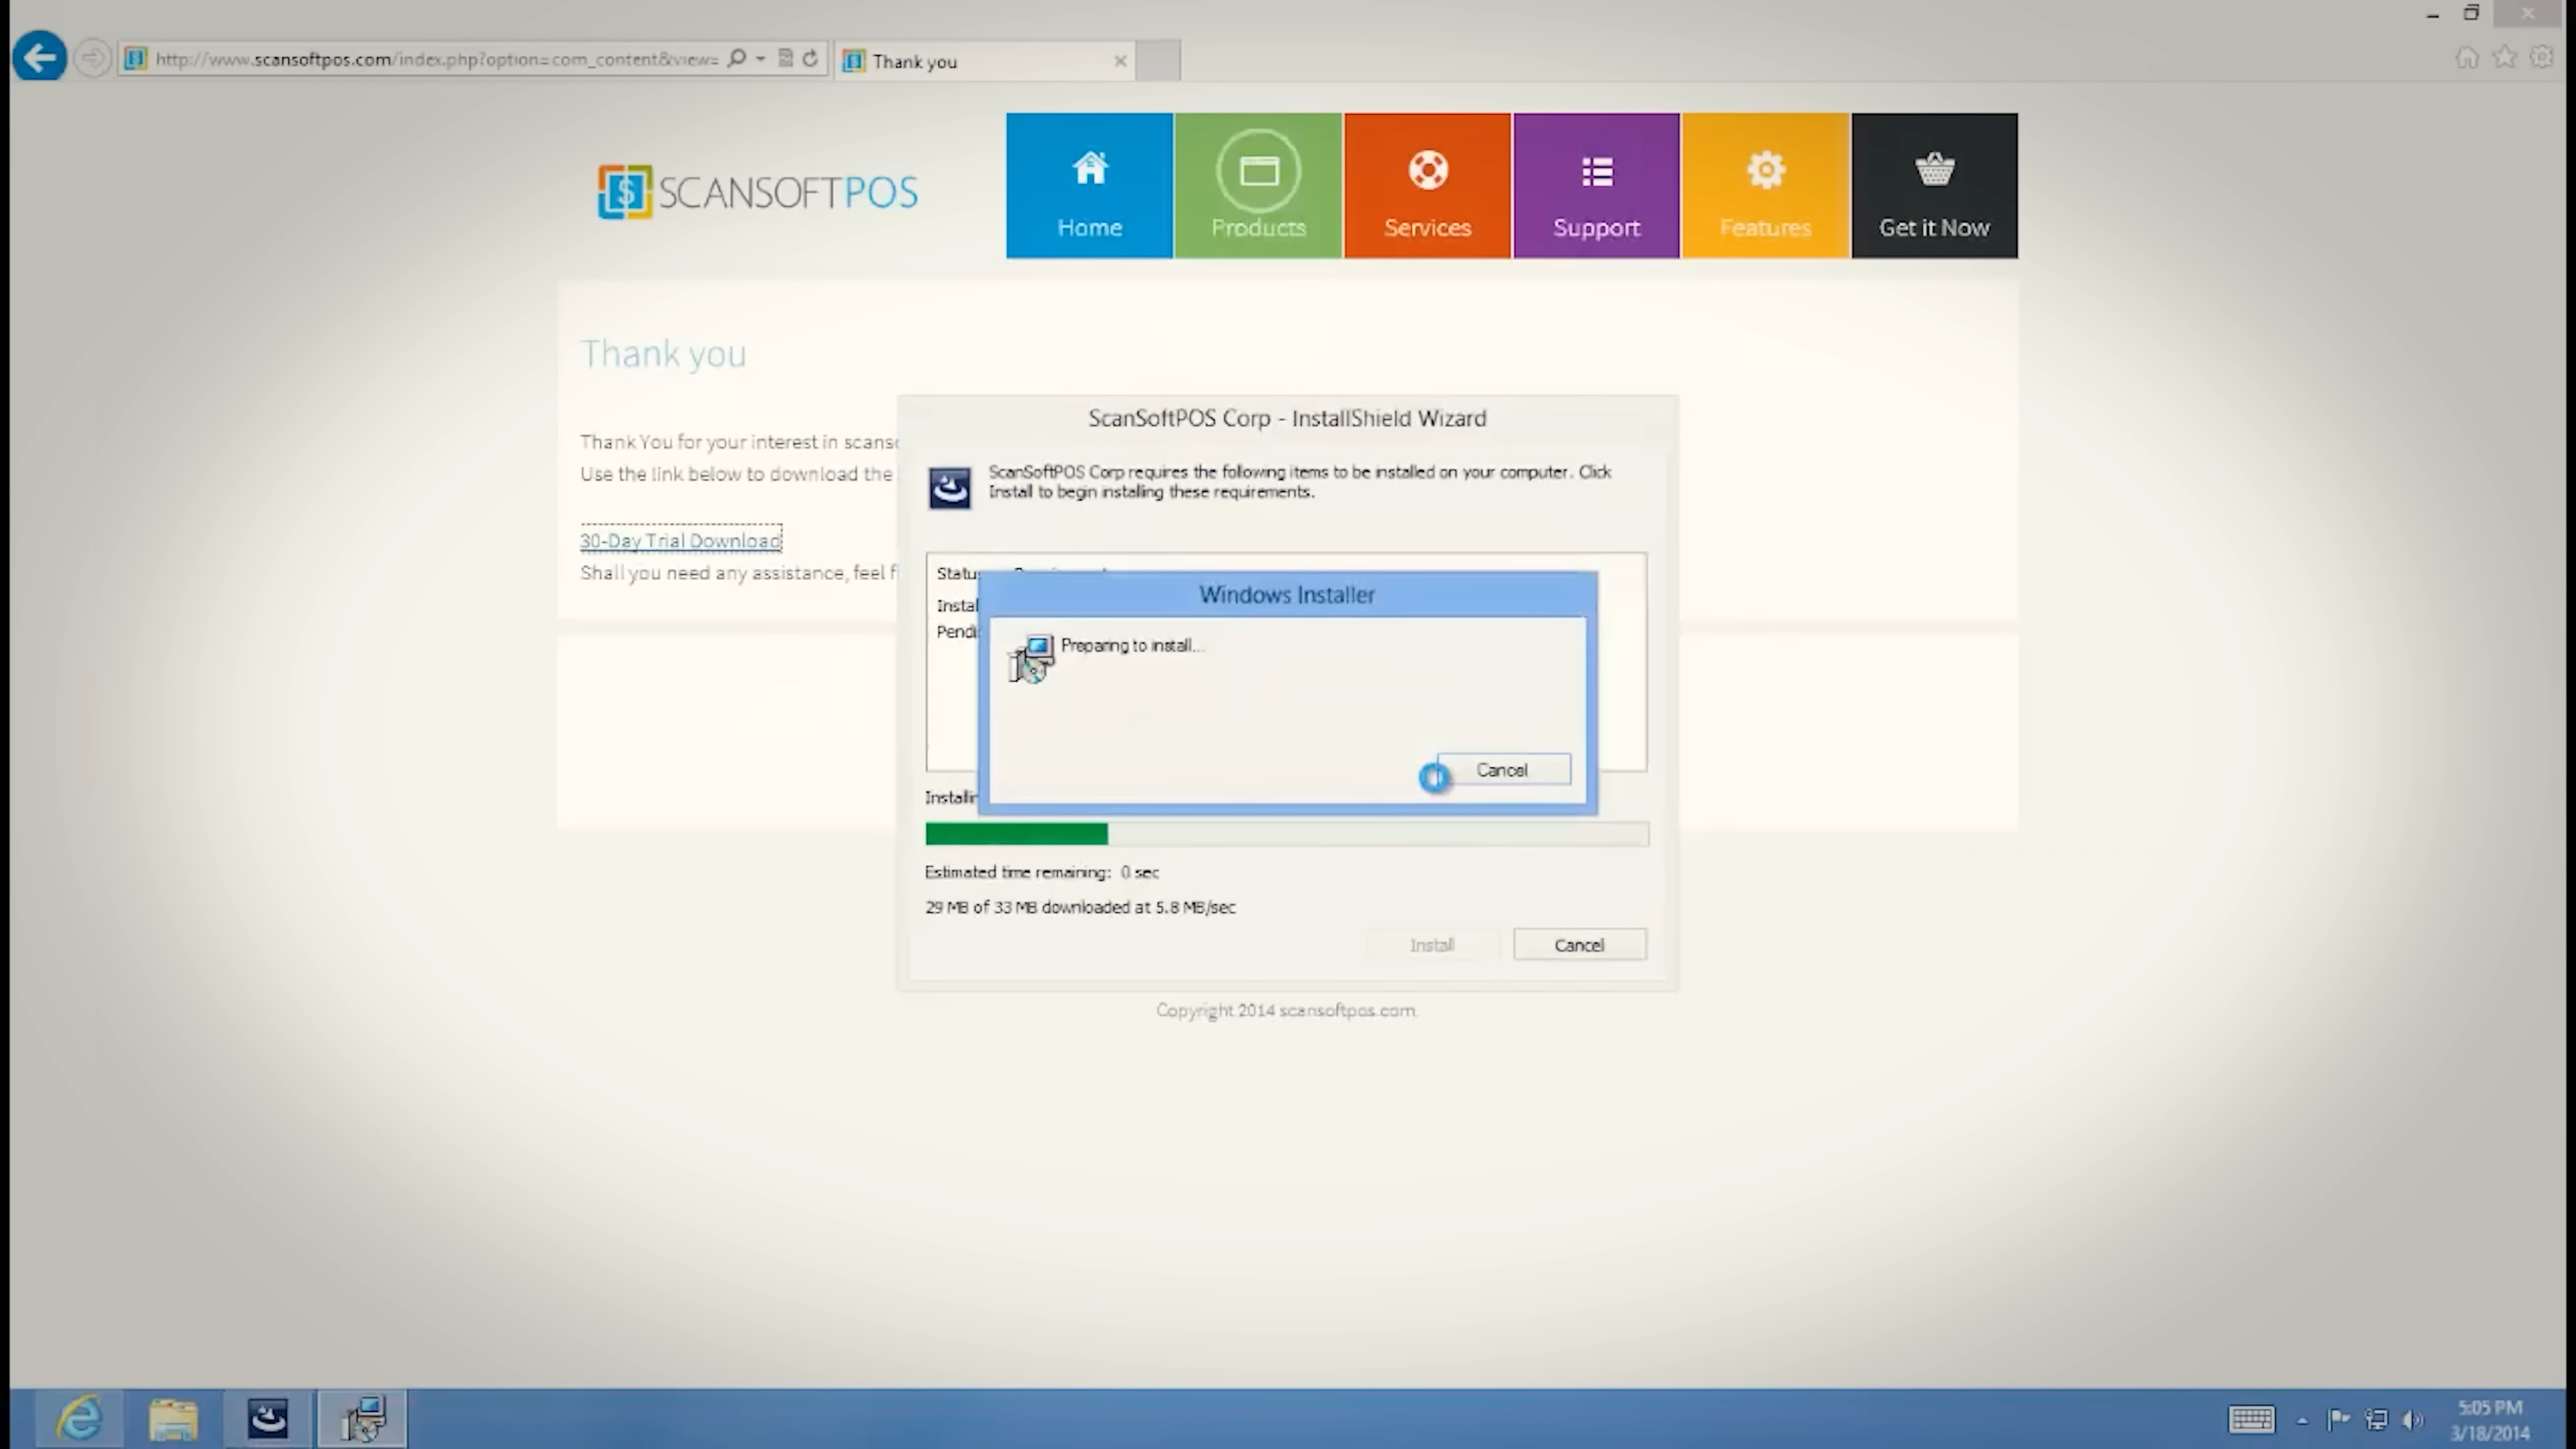 http://www.scansoftpos.com/index.php?option=com_content&view=
Thank you
SCANSOFTPOS
Home
Products
Services
Support
Features
Get it Now
Thank you
Thank You for your interest in
Use the link below to download the
30-Day Trial Download
Shall you need any assistance, feel
ScanSoftPOS Corp - InstallShield Wizard
ScanSoftPOS Corp requires the following items to be installed on your computer. Click
Install to begin installing these requirements.
Windows Installer
Preparing to install...
Cancel
Estimated time remaining: 0 sec
29 MB of 33 MB downloaded at 5.8 MB/sec
Install
Cancel
Copyright 2014 scansoftpos.com.
5:05 PM
3/18/2014